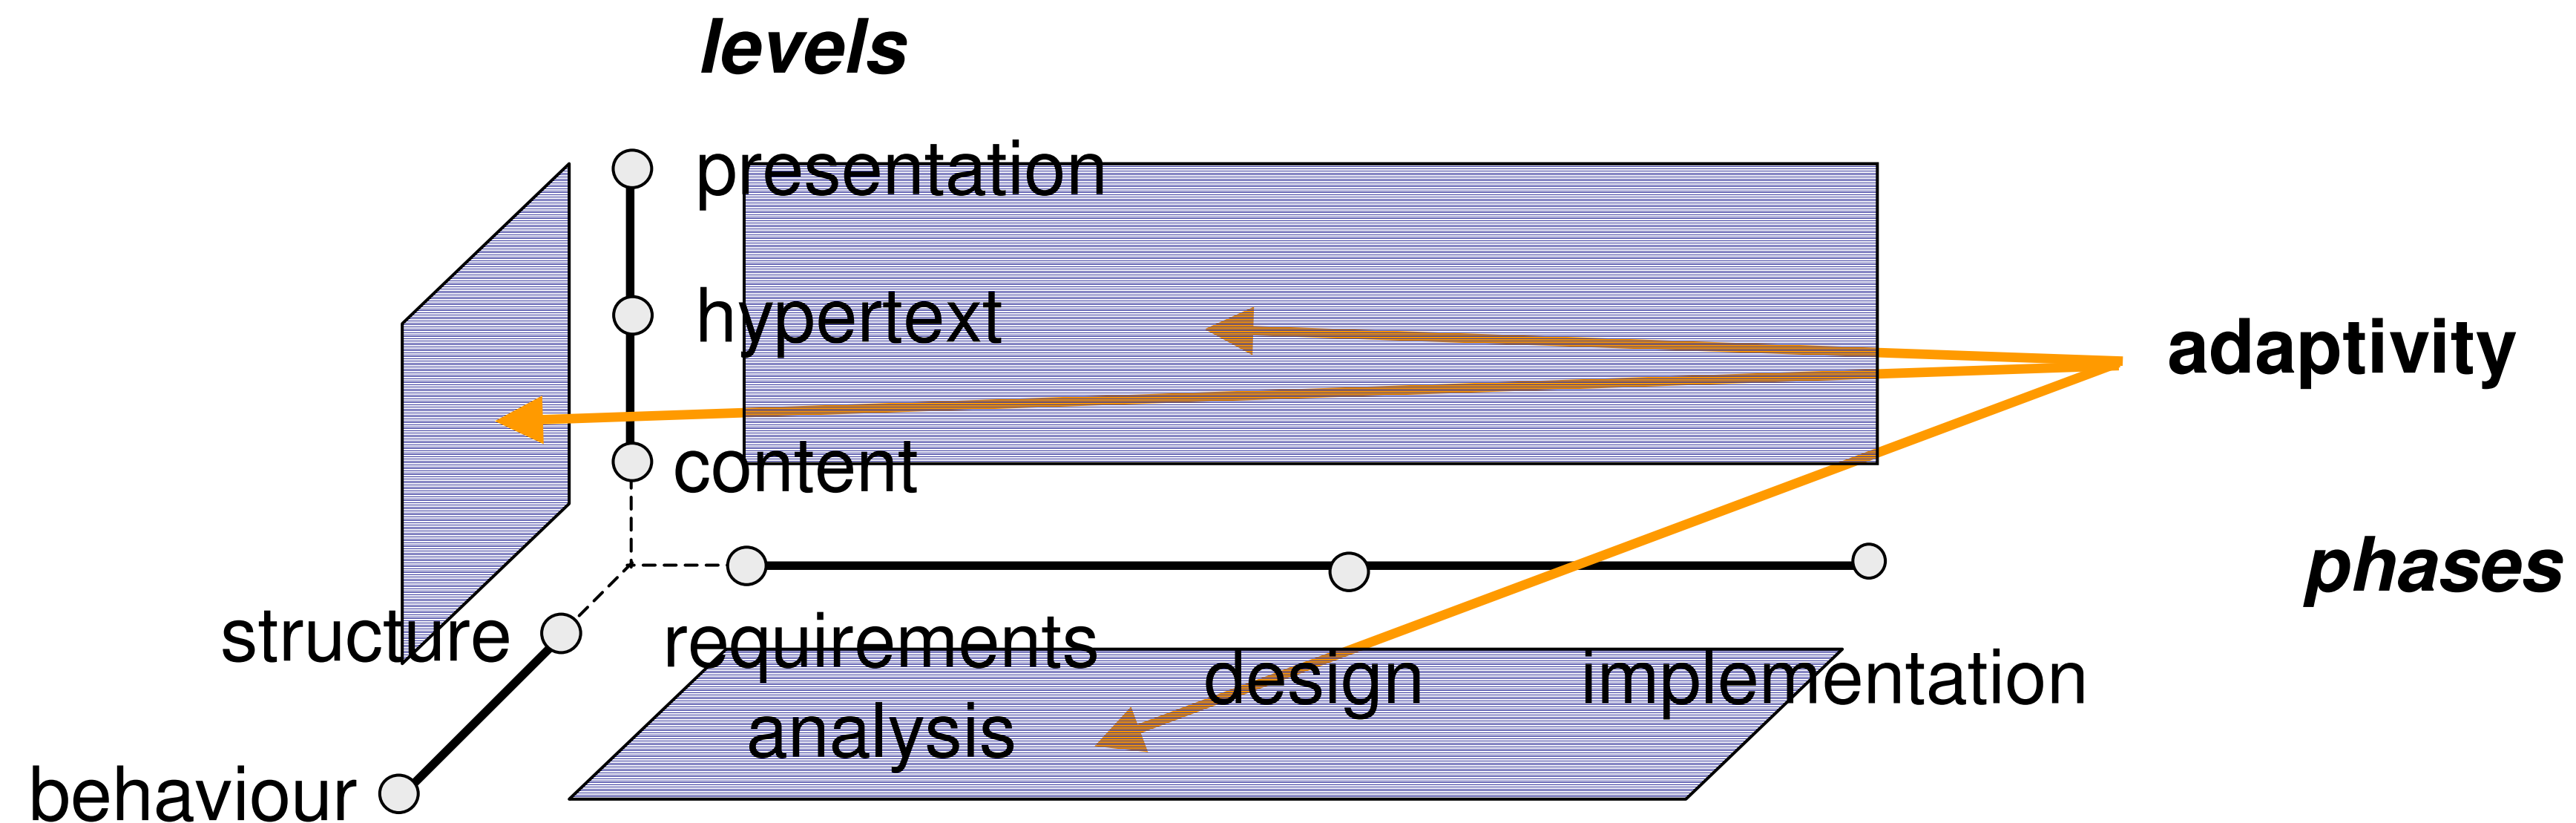 levels
presentation
hypertext
adaptivity
content
phases
structure
requirements
analysis
design
implementation
behaviour